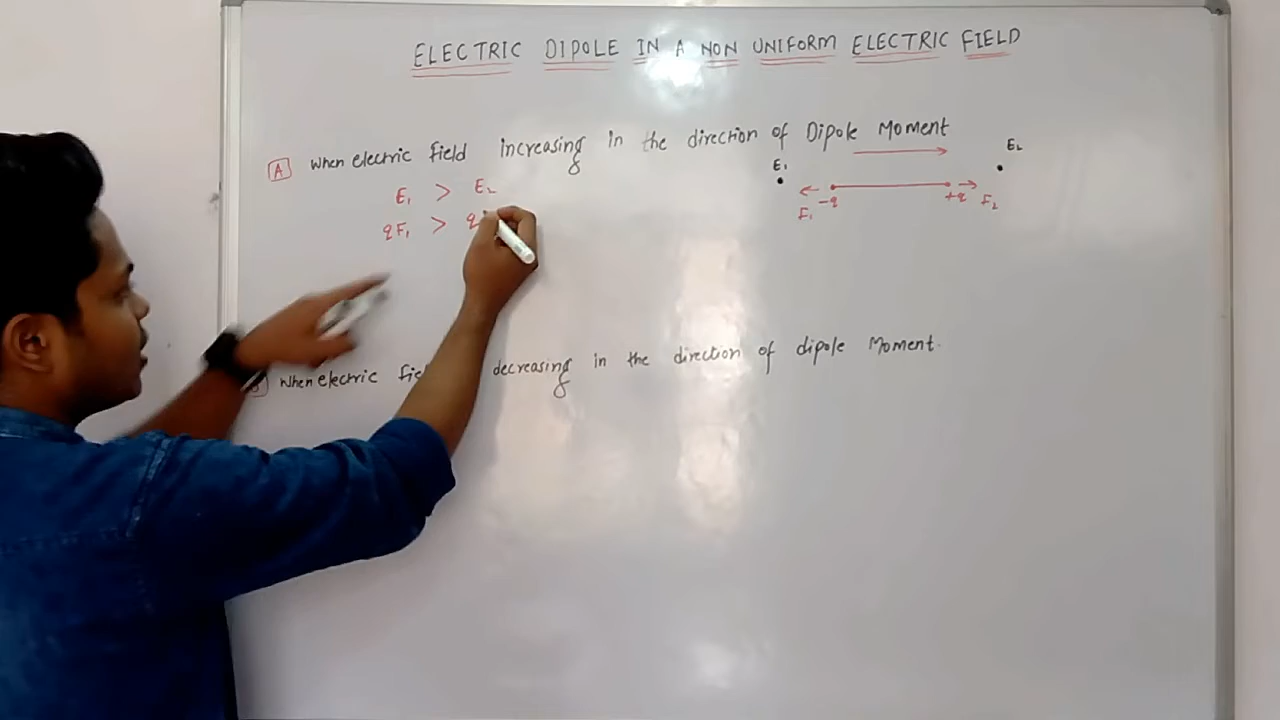 ELECTRIC DIPOLE IN A NON UNIFORM ELECTRIC FIELD
A When electric field increasing in the direction of Dipole Moment
E₁ > E₂
qF₁ > q
E₁
E₂
F₁ -q +q F₂
When electric decreasing in the direction of dipole Moment.